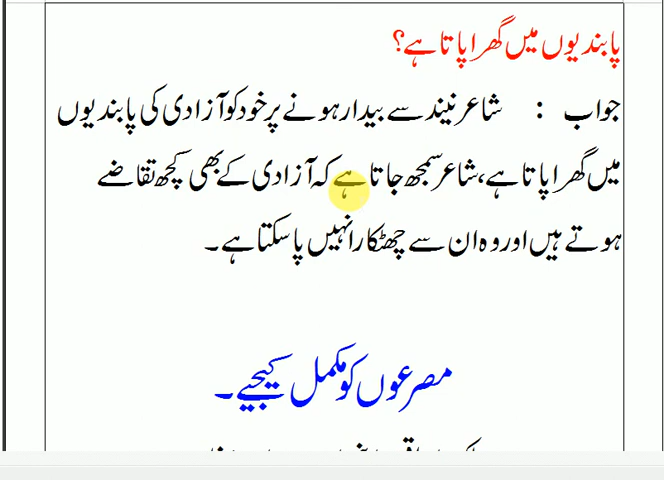 پابندیوں میں گھرا پاتا ہے؟
جواب : شاعر نیند سے بیدار ہونے پر خود کو آزادی کی پابندیوں
میں گھرا پاتا ہے، شاعر سمجھ جاتا ہے کہ آزادی کے بھی کچھ تقاضے
ہوتے ہیں اور وہ ان سے چھٹکارا نہیں پا سکتا ہے۔
مصرعوں کو مکمل کیجیے۔